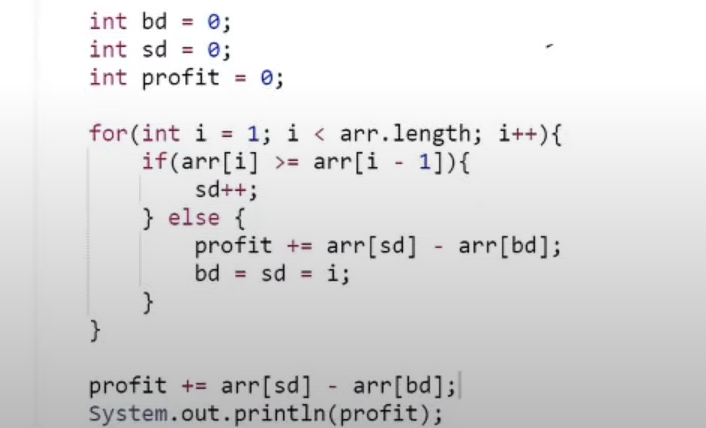 int bd = 0;
int sd = 0;
int profit = 0;
for(int i = 1; i < arr.length; i++){
if(arr[i] >= arr[i - 1]){
sd++;
} else {
profit += arr[sd] - arr[bd];
bd = sd = i;
}
}
profit += arr[sd] - arr[bd];
System.out.println(profit);